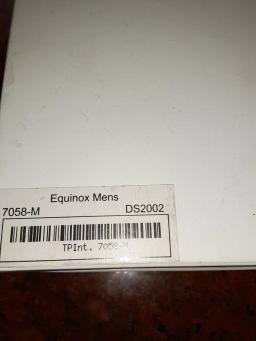 Equinox Mens
7058-M DS2002
TPInt. 7058-M